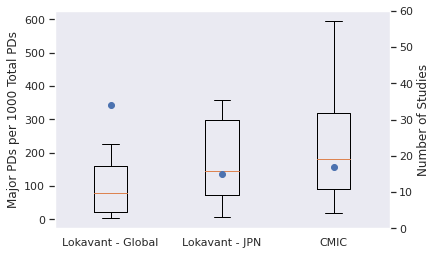 Major PDs per 1000 Total PDs
600
500
400
300
200
100
0
60
50
40
30
20
10
0
Number of Studies
Lokavant - Global
Lokavant - JPN
CMIC